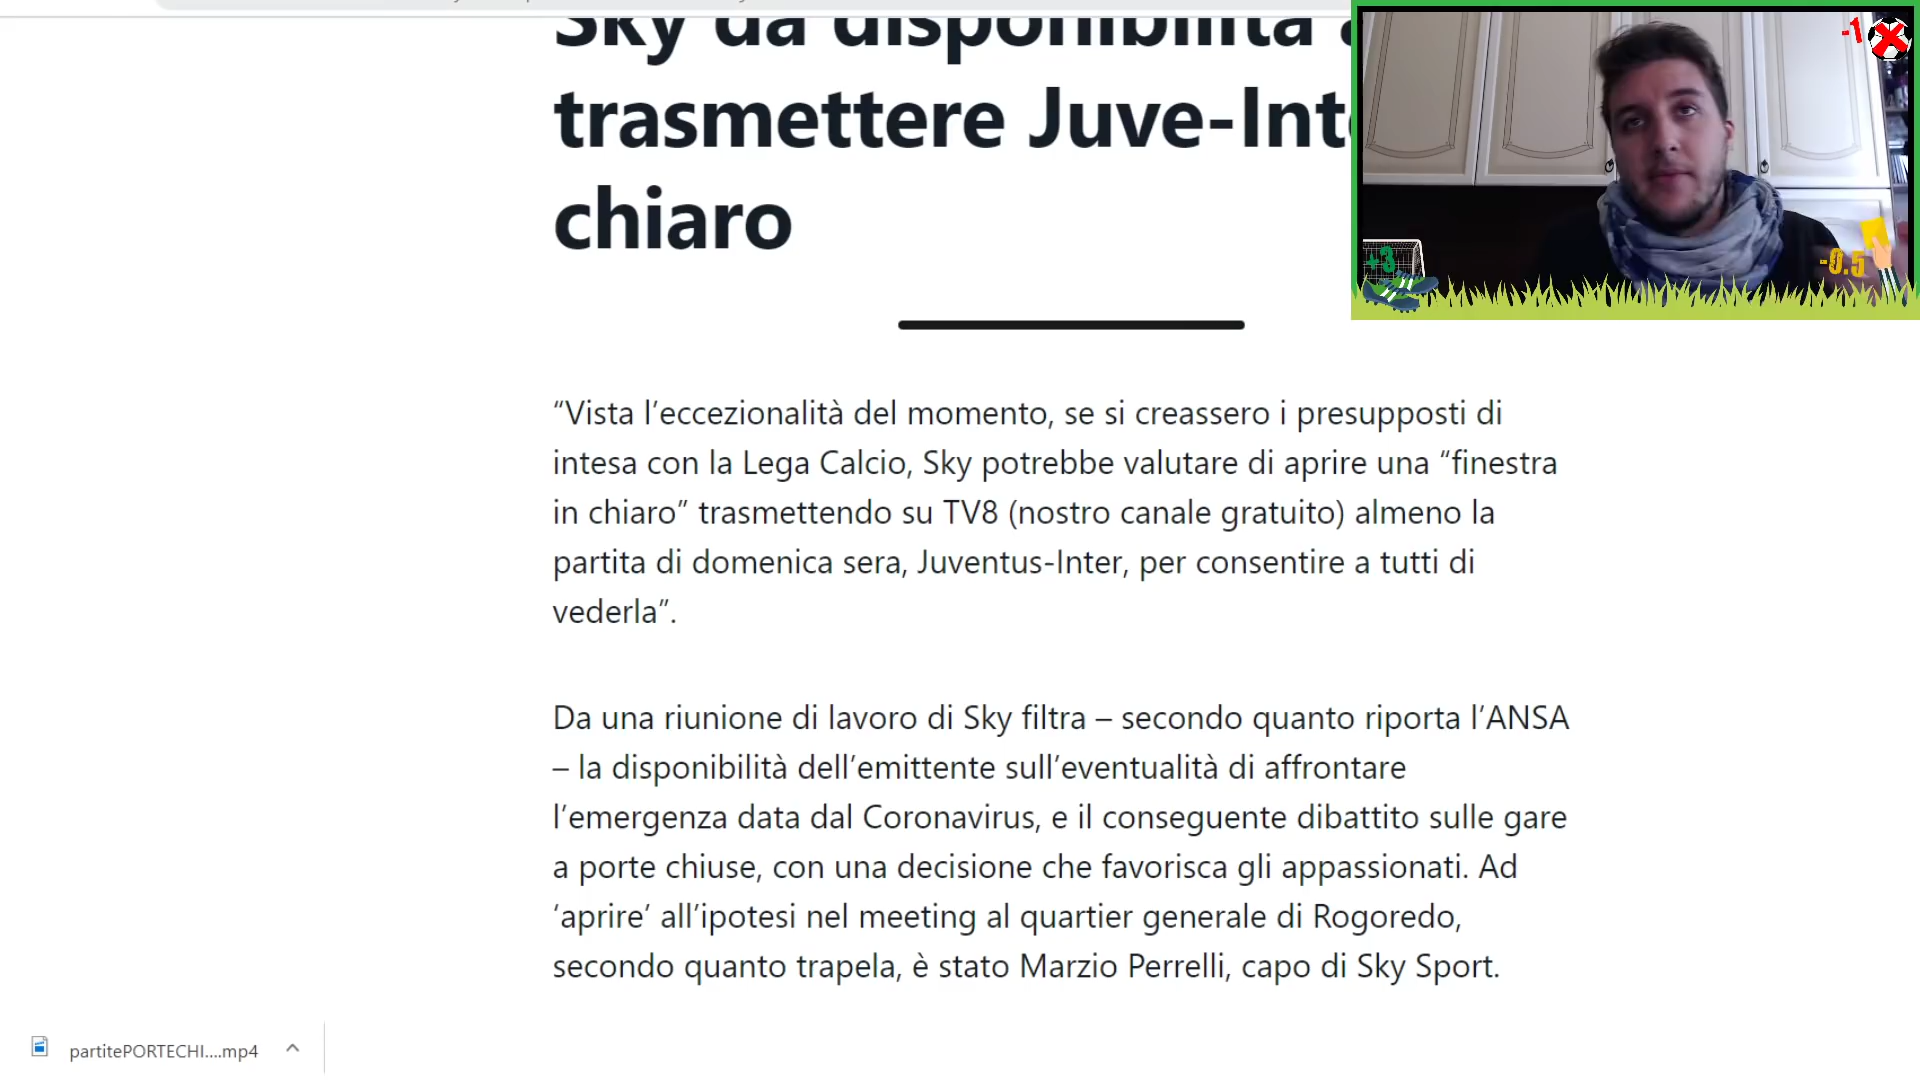 Sky dà disponibilità a
trasmettere Juve-Inte
chiaro
“Vista l’eccezionalità del momento, se si creassero i presupposti di
intesa con la Lega Calcio, Sky potrebbe valutare di aprire una “finestra
in chiaro” trasmettendo su TV8 (nostro canale gratuito) almeno la
partita di domenica sera, Juventus-Inter, per consentire a tutti di
vederla”.
Da una riunione di lavoro di Sky filtra – secondo quanto riporta l’ANSA
– la disponibilità dell’emittente sull’eventualità di affrontare
l’emergenza data dal Coronavirus, e il conseguente dibattito sulle gare
a porte chiuse, con una decisione che favorisca gli appassionati. Ad
‘aprire’ all’ipotesi nel meeting al quartier generale di Rogoredo,
secondo quanto trapela, è stato Marzio Perrelli, capo di Sky Sport.
-1
+3
-0.5
partitePORTECHI....mp4